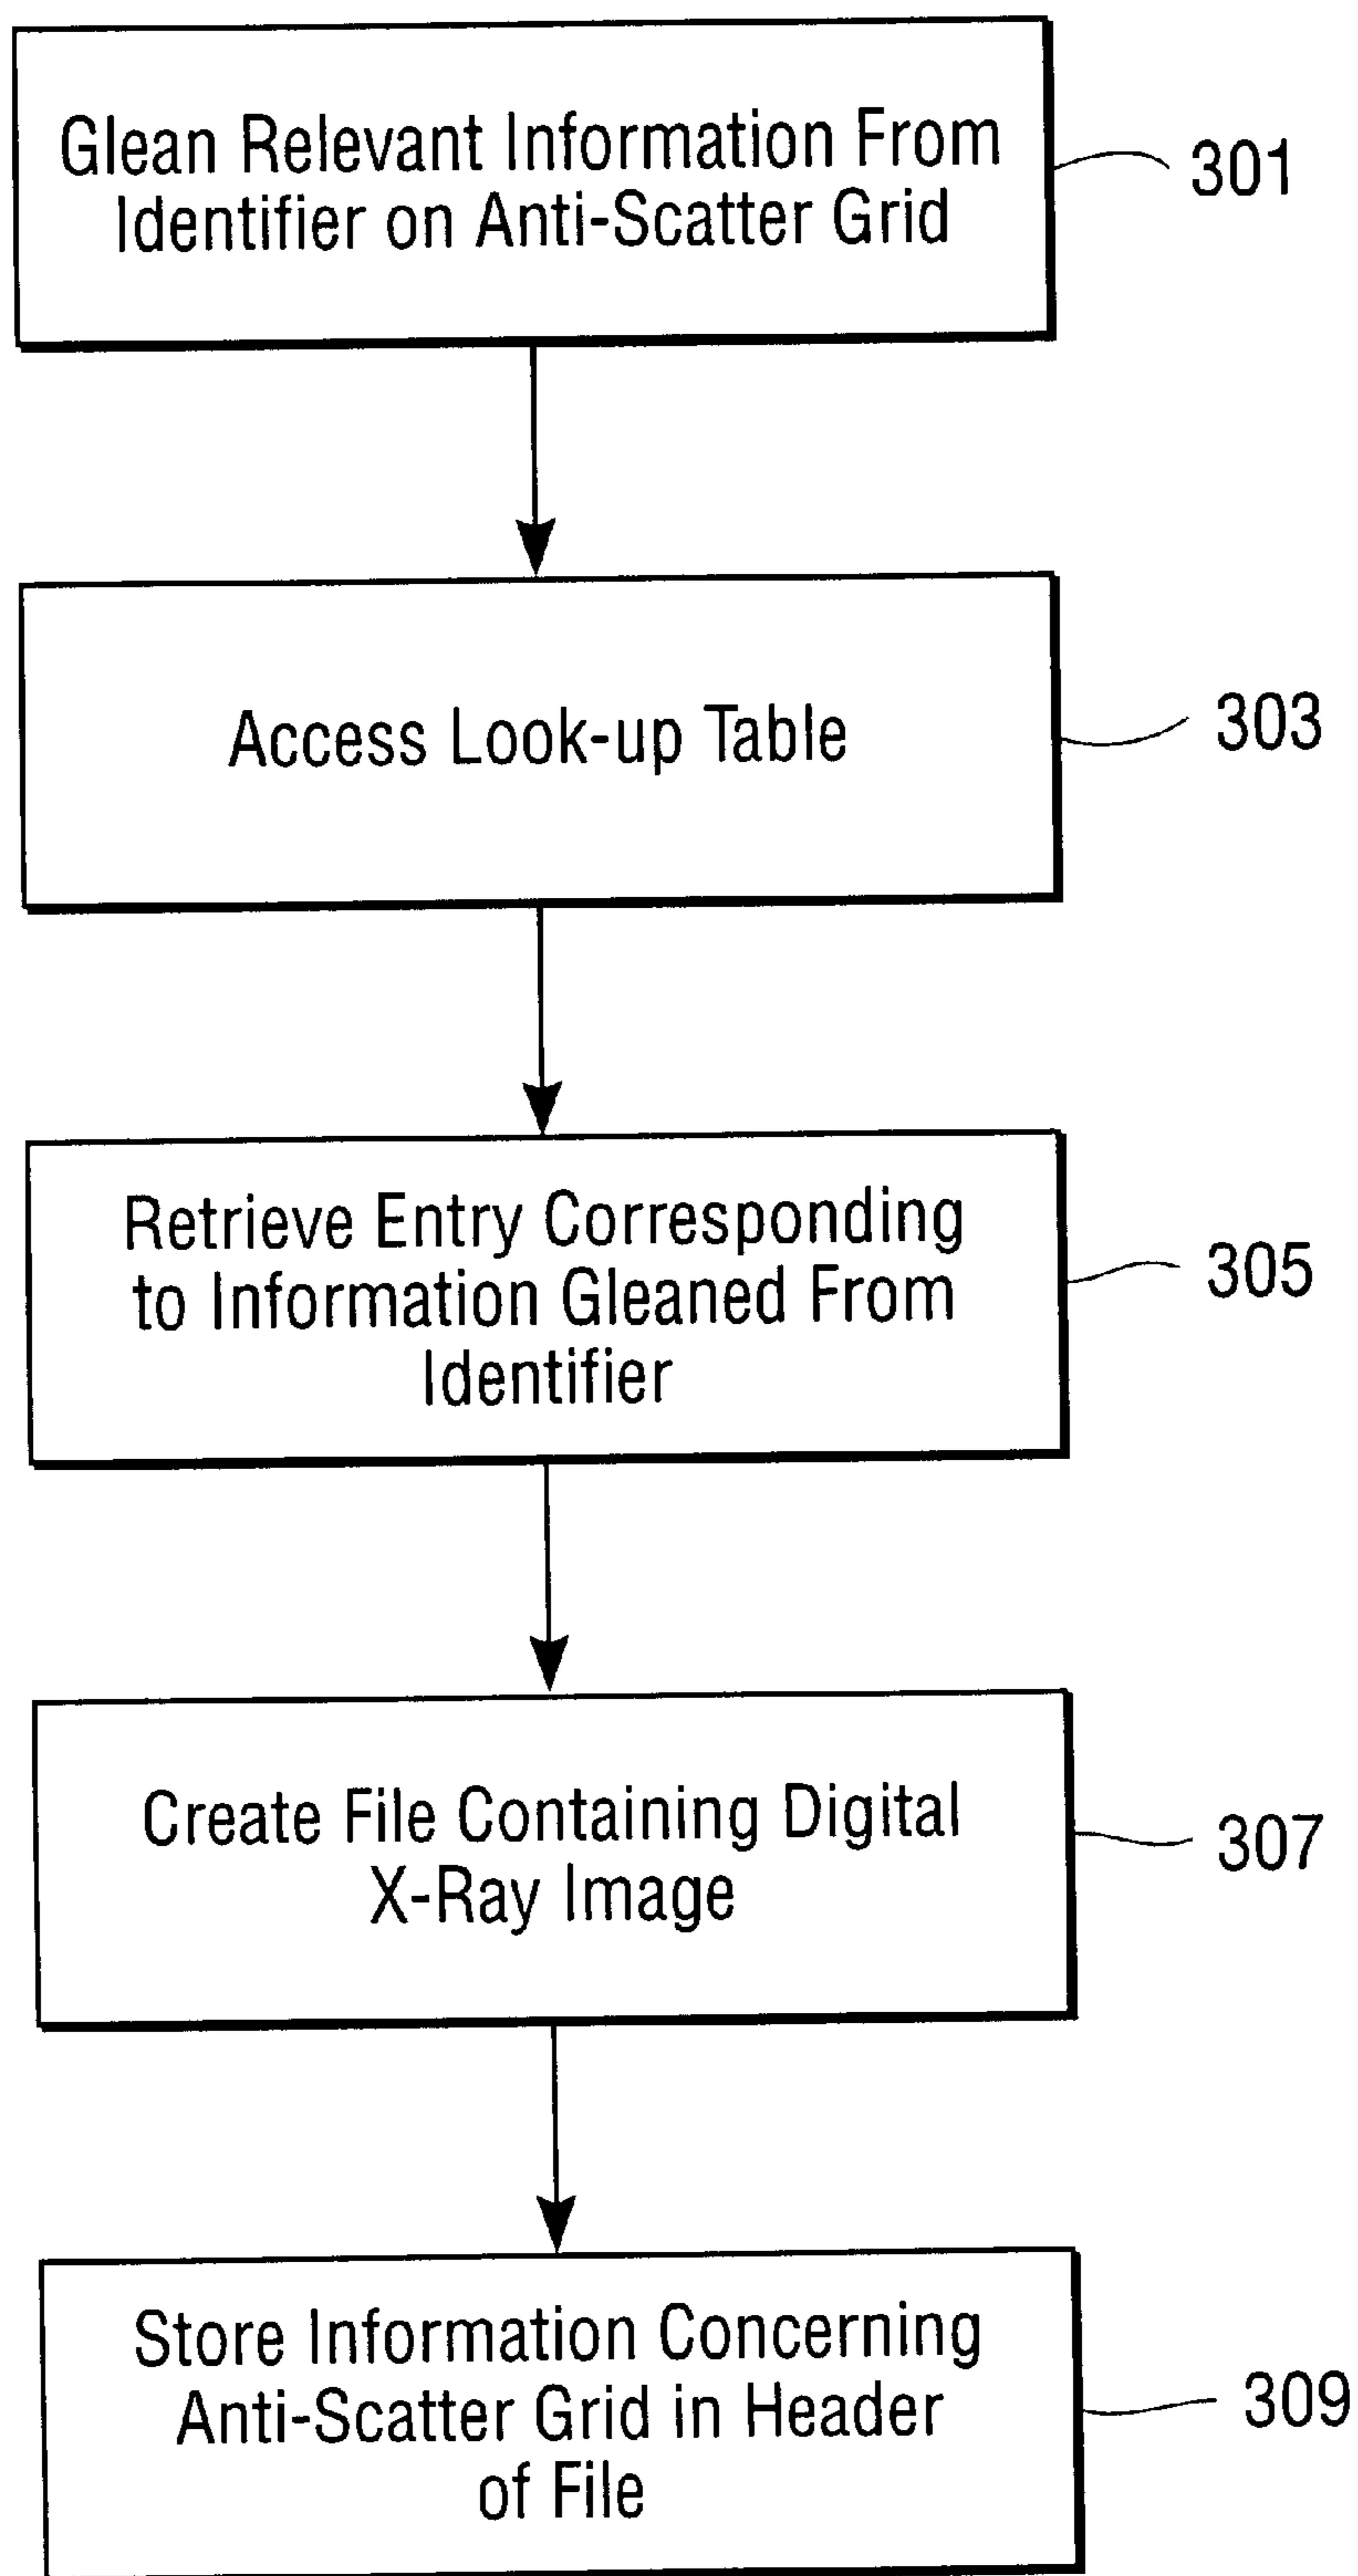 Glean Relevant Information From
Identifier on Anti-Scatter Grid
301
Access Look-up Table
303
Retrieve Entry Corresponding
to Information Gleaned From
Identifier
305
Create File Containing Digital
X-Ray Image
307
Store Information Concerning
Anti-Scatter Grid in Header
of File
309